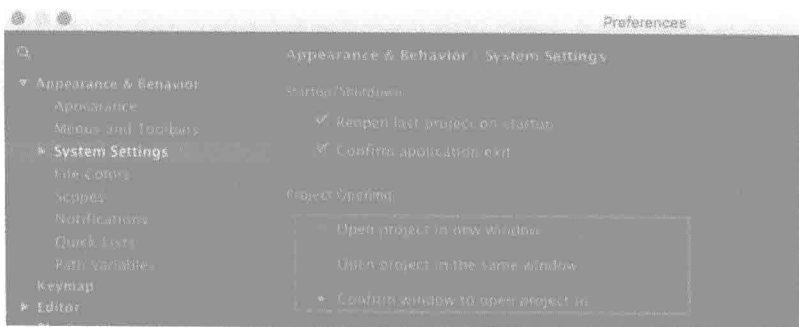 Preferences
Appearance & Behavior
Appearance
Menus and Toolbars
System Settings
File Colors
Scopes
Notifications
Quick Lists
Path Variables
Keymap
Editor
Appearance & Behavior System Settings
Startup/Shutdown
Reopen last project on startup
Confirm application exit
Project Opening
Open project in new window
Open project in the same window
Confirm window to open project in